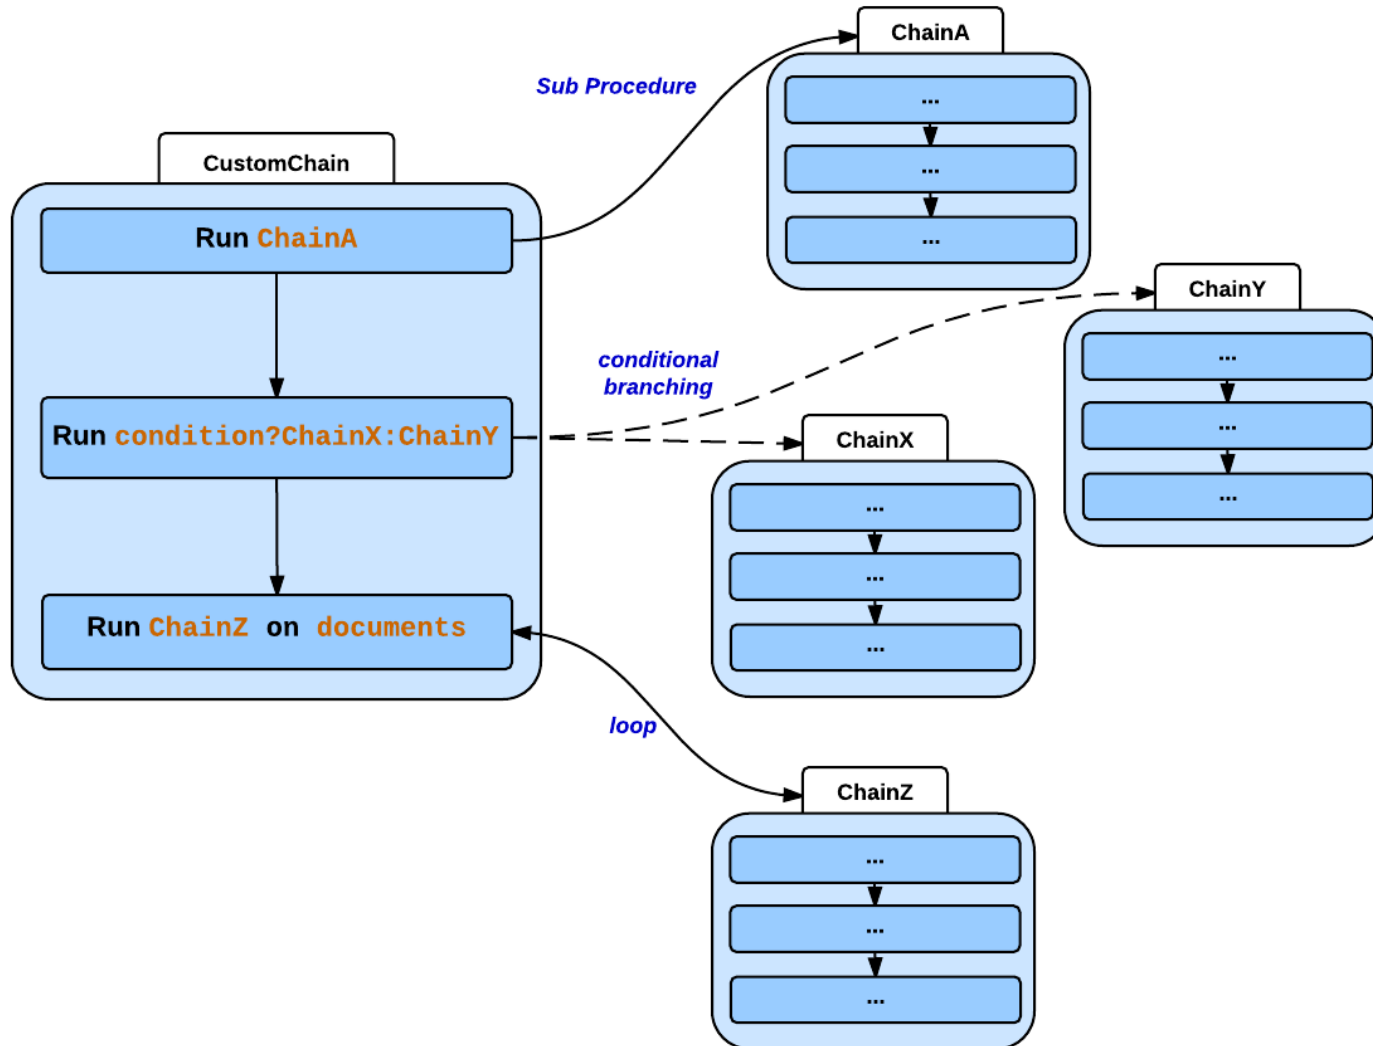 CustomChain
Run ChainA
Run condition?ChainX:ChainY
Run ChainZ on documents
Sub Procedure
ChainA
...
...
...
conditional
branching
ChainY
...
...
...
ChainX
...
...
...
loop
ChainZ
...
...
...